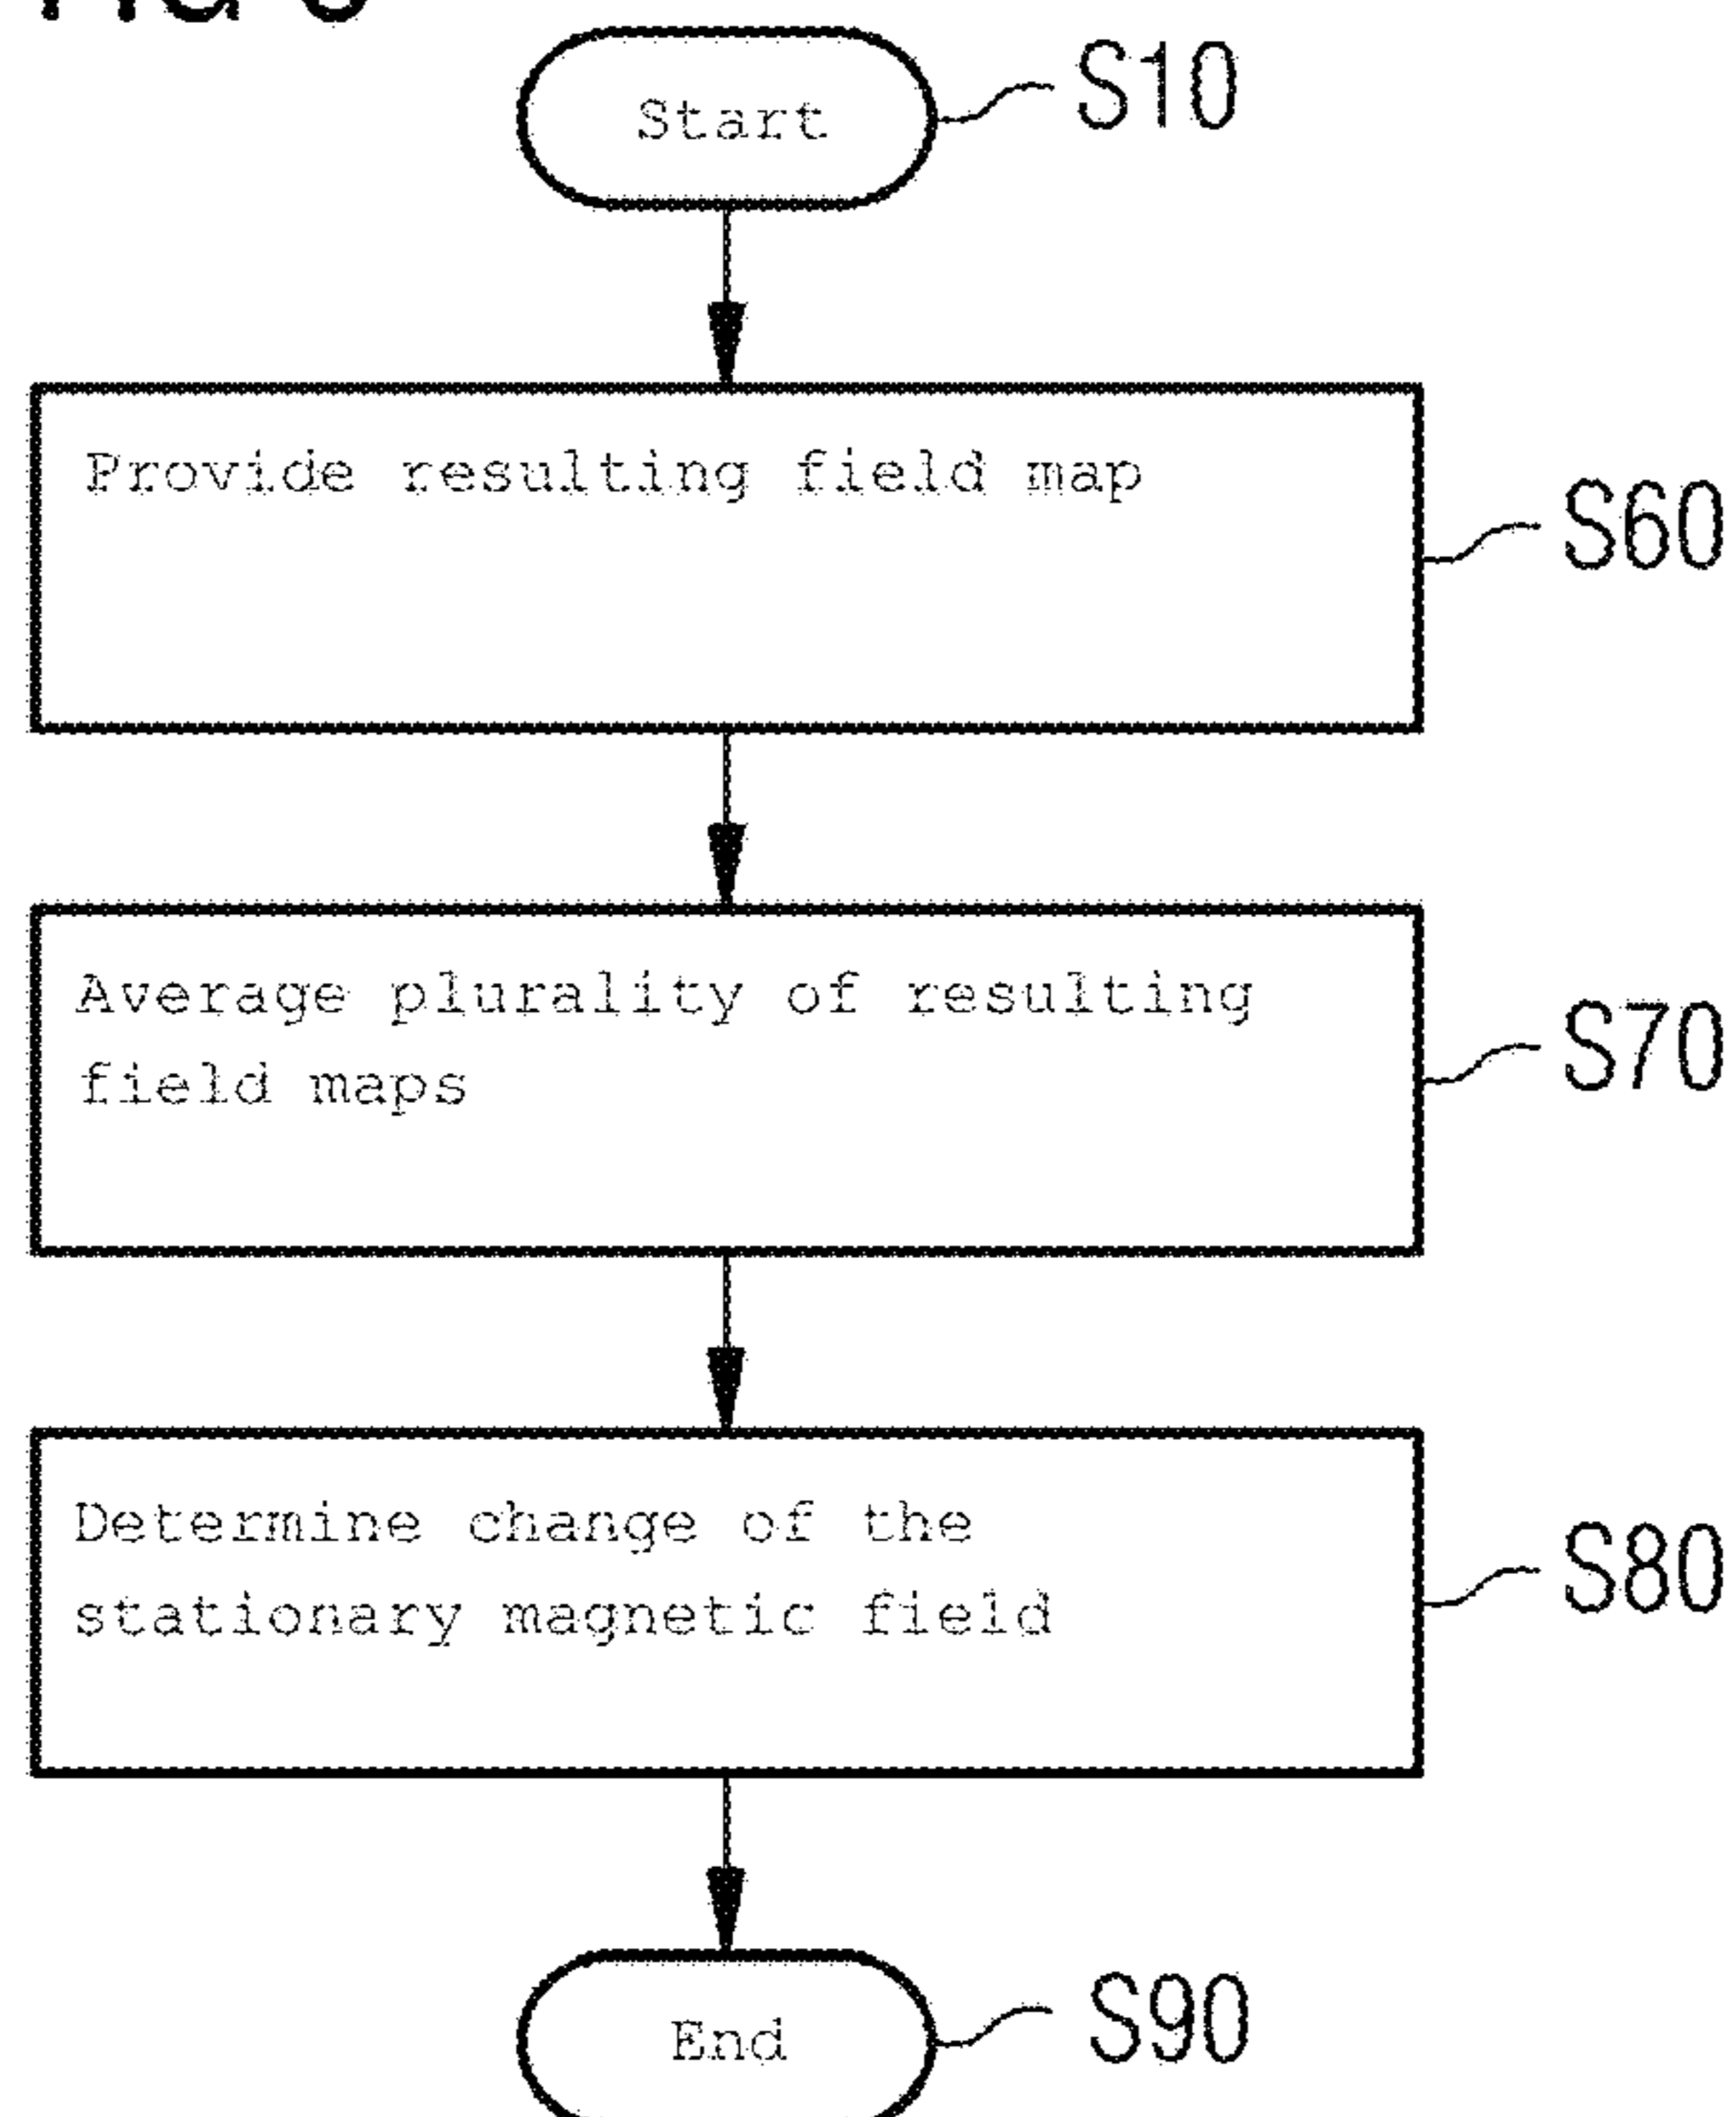 Start
S10
Provide resulting field map
S60
Average plurality of resulting
field maps
S70
Determine change of the
stationary magnetic field
S80
End
S90